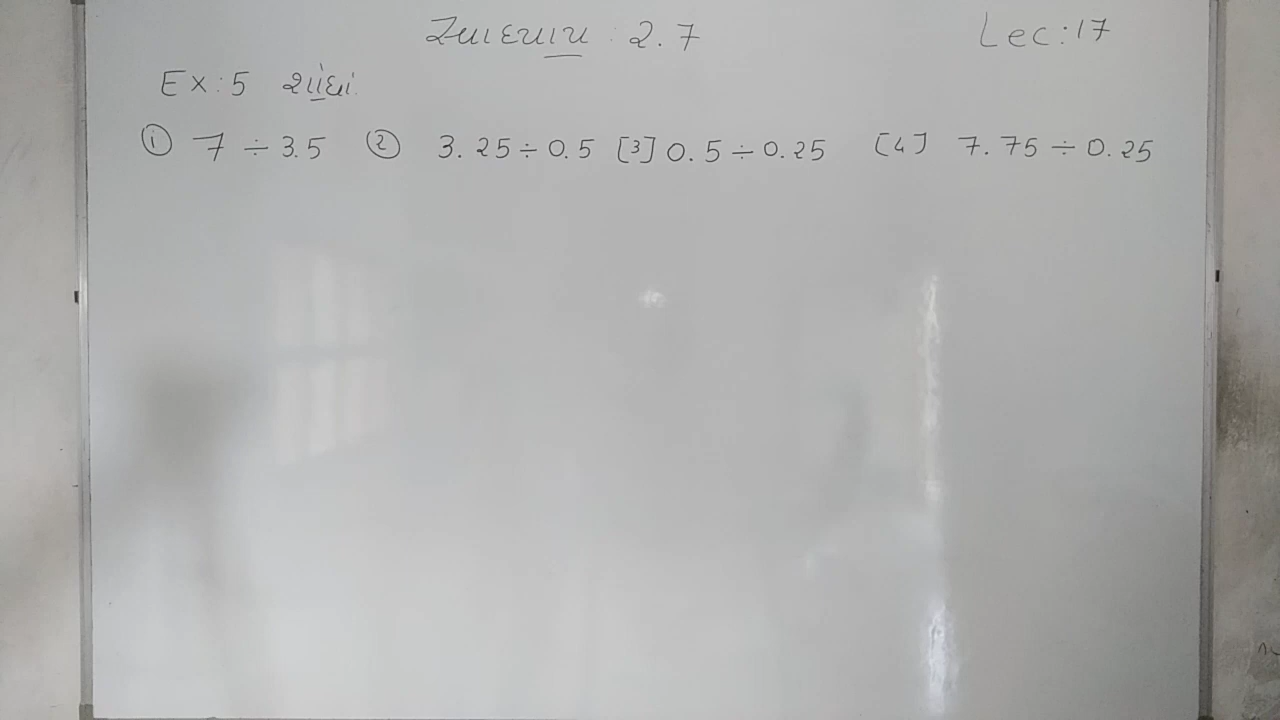 સ્વાધ્યાય : 2.7 Lec:17
Ex:5 શોધો.
① 7 ÷ 3.5 ② 3.25 ÷ 0.5 [3] 0.5 ÷ 0.25 [4] 7.75 ÷ 0.25